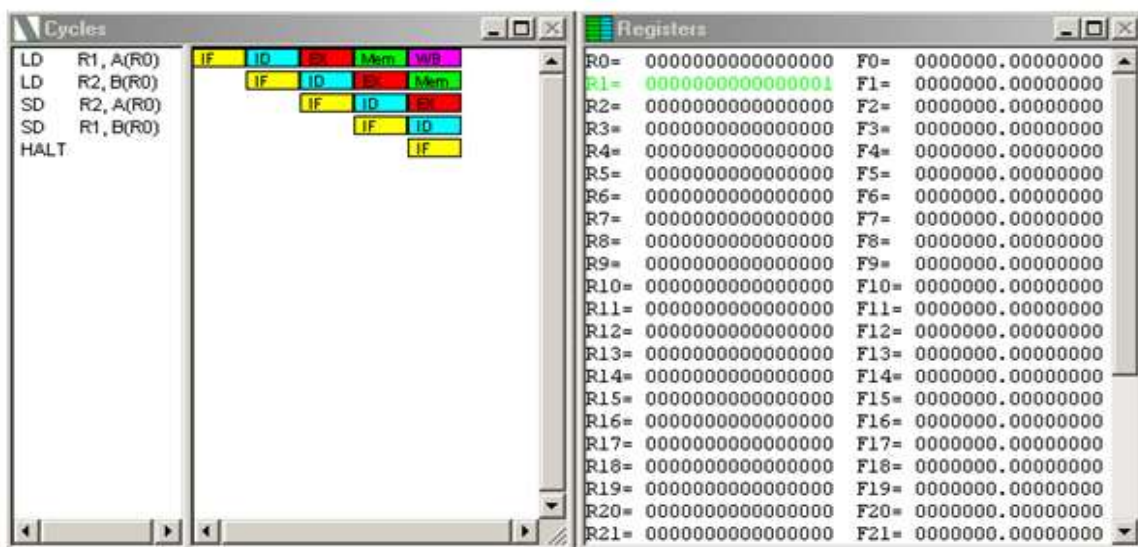 Cycles
LD R1, A(R0) IF ID EX Mem WB
LD R2, B(R0) IF ID EX Mem
SD R2, A(R0) IF ID EX
SD R1, B(R0) IF ID
HALT IF
Registers
R0= 0000000000000000 F0= 0000000.00000000
R1= 0000000000000001 F1= 0000000.00000000
R2= 0000000000000000 F2= 0000000.00000000
R3= 0000000000000000 F3= 0000000.00000000
R4= 0000000000000000 F4= 0000000.00000000
R5= 0000000000000000 F5= 0000000.00000000
R6= 0000000000000000 F6= 0000000.00000000
R7= 0000000000000000 F7= 0000000.00000000
R8= 0000000000000000 F8= 0000000.00000000
R9= 0000000000000000 F9= 0000000.00000000
R10= 0000000000000000 F10= 0000000.00000000
R11= 0000000000000000 F11= 0000000.00000000
R12= 0000000000000000 F12= 0000000.00000000
R13= 0000000000000000 F13= 0000000.00000000
R14= 0000000000000000 F14= 0000000.00000000
R15= 0000000000000000 F15= 0000000.00000000
R16= 0000000000000000 F16= 0000000.00000000
R17= 0000000000000000 F17= 0000000.00000000
R18= 0000000000000000 F18= 0000000.00000000
R19= 0000000000000000 F19= 0000000.00000000
R20= 0000000000000000 F20= 0000000.00000000
R21= 0000000000000000 F21= 0000000.00000000